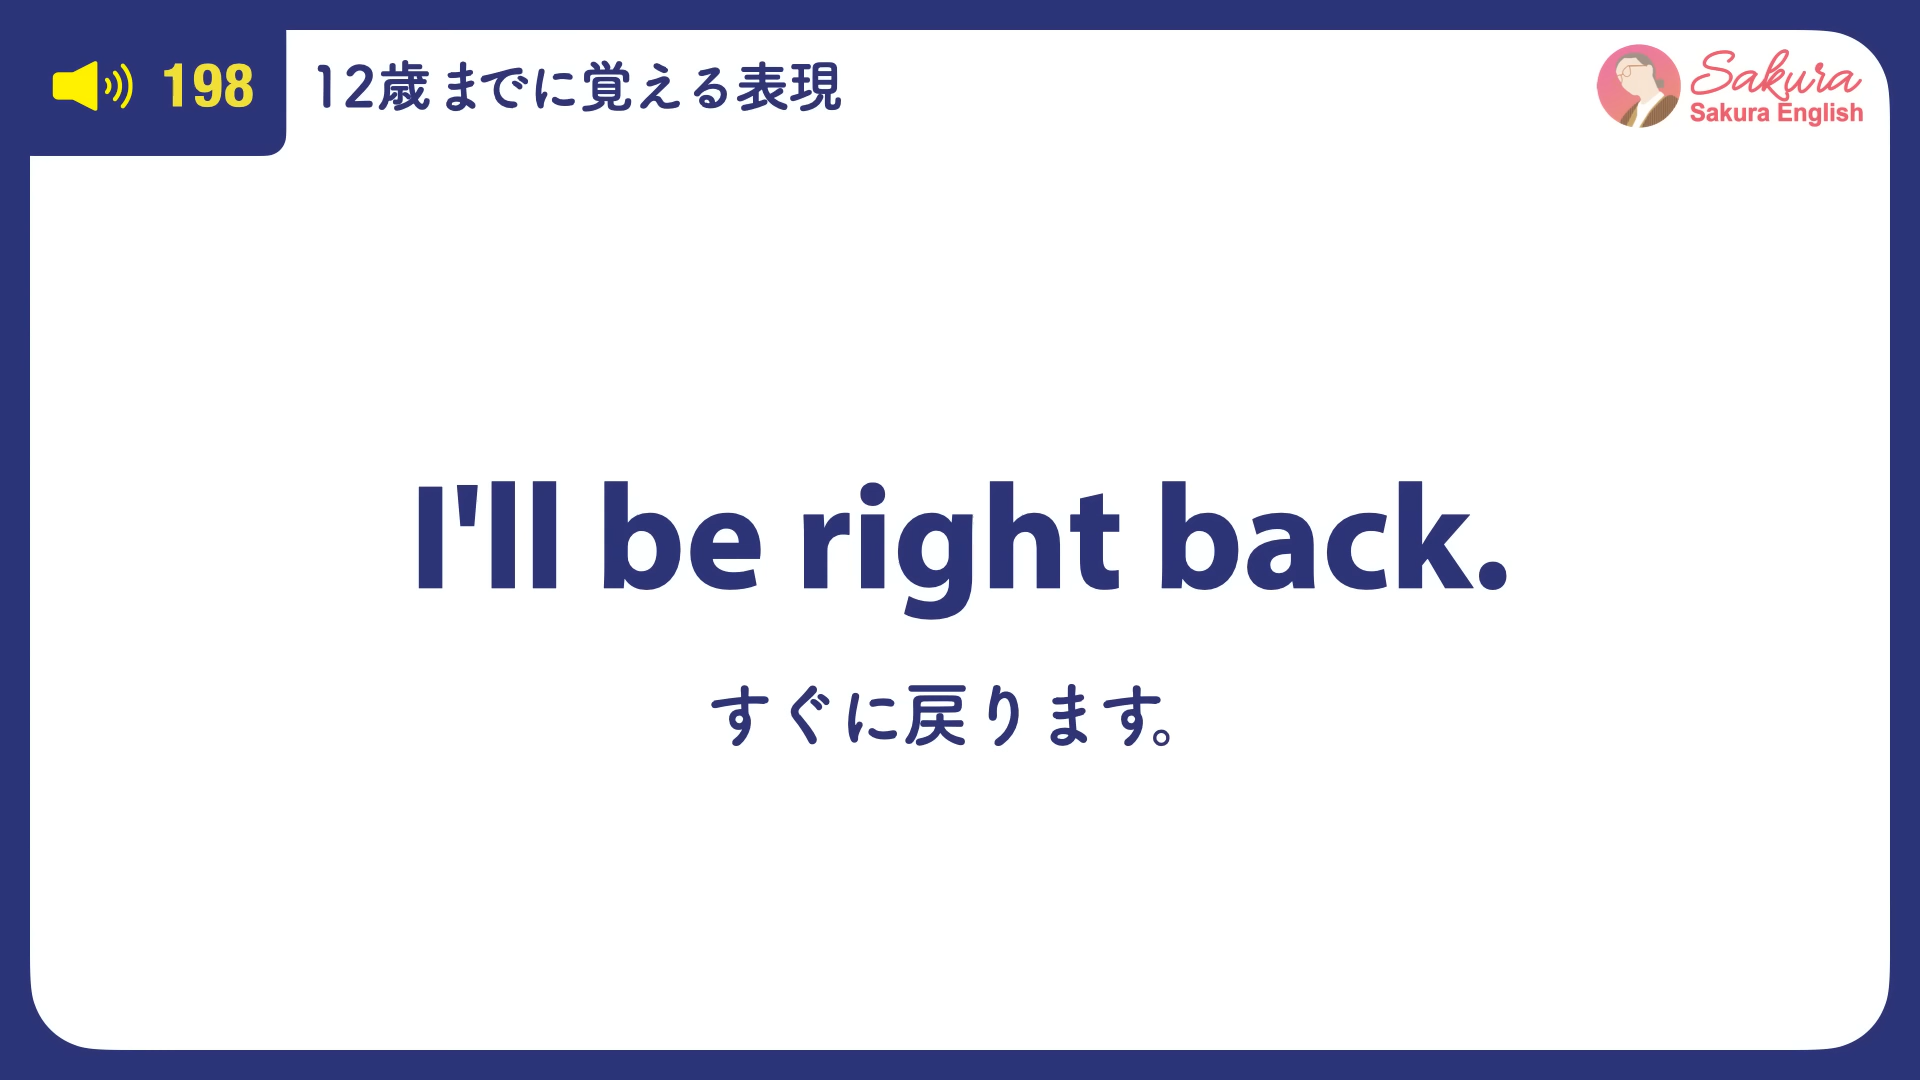 198
12歳までに覚える表現
Sakura
Sakura English
I'll be right back.
すぐに戻ります。